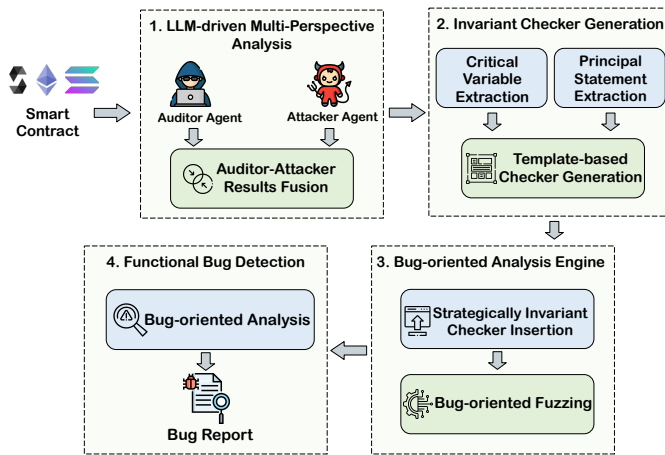 1. LLM-driven Multi-Perspective
Analysis
Smart
Contract
Auditor Agent
Attacker Agent
Auditor-Attacker
Results Fusion
2. Invariant Checker Generation
Critical
Variable
Extraction
Principal
Statement
Extraction
Template-based
Checker Generation
3. Bug-oriented Analysis Engine
Strategically Invariant
Checker Insertion
Bug-oriented Fuzzing
4. Functional Bug Detection
Bug-oriented Analysis
Bug Report